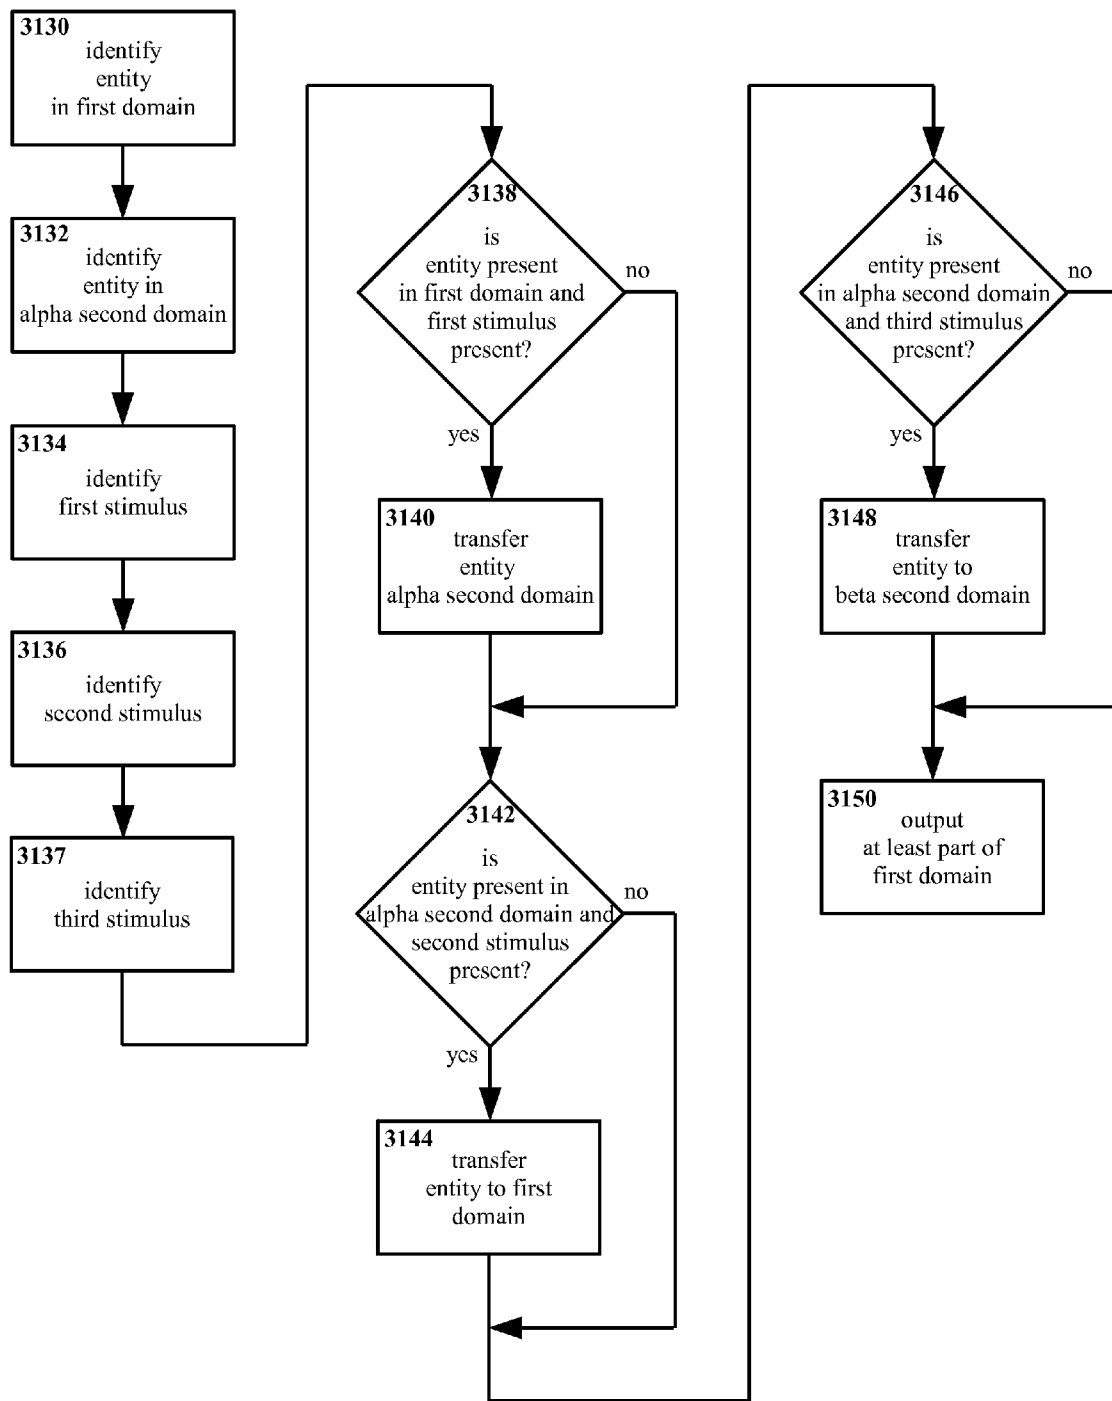 3130
identify
entity
in first domain
3132
identify
entity in
alpha second domain
3134
identify
first stimulus
3136
identify
second stimulus
3137
identify
third stimulus
3138
is
entity present
in first domain and
first stimulus
present?
no
yes
3140
transfer
entity
alpha second domain
3142
is
entity present in
alpha second domain and
second stimulus
present?
no
yes
3144
transfer
entity to first
domain
3146
is
entity present
in alpha second domain
and third stimulus
present?
no
yes
3148
transfer
entity to
beta second domain
3150
output
at least part of
first domain